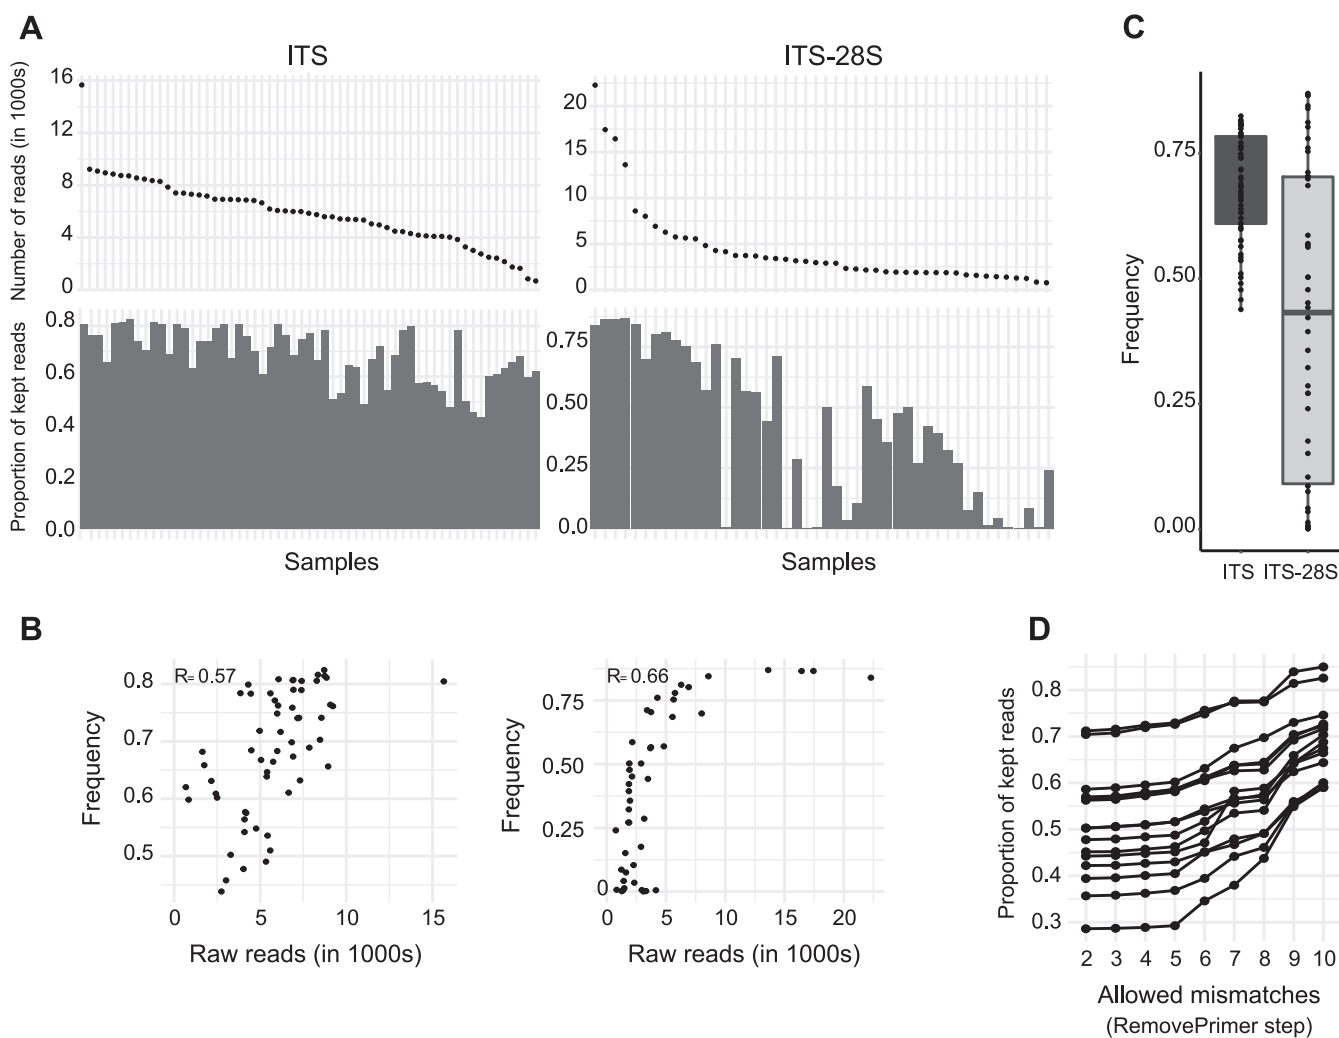 A
ITS
ITS-28S
Number of reads (in 1000s)
16
12
8
4
0
20
15
10
5
0
Proportion of kept reads
0.8
0.6
0.4
0.2
0.0
0.75
0.50
0.25
0.0
Samples
Samples
C
Frequency
0.75
0.50
0.25
0.00
ITS ITS-28S
B
R= 0.57
Frequency
0.8
0.7
0.6
0.5
0 5 10 15
Raw reads (in 1000s)
R= 0.66
Frequency
0.75
0.50
0.25
0
0 5 10 15 20
Raw reads (in 1000s)
D
Proportion of kept reads
0.8
0.7
0.6
0.5
0.4
0.3
2 3 4 5 6 7 8 9 10
Allowed mismatches
(RemovePrimer step)